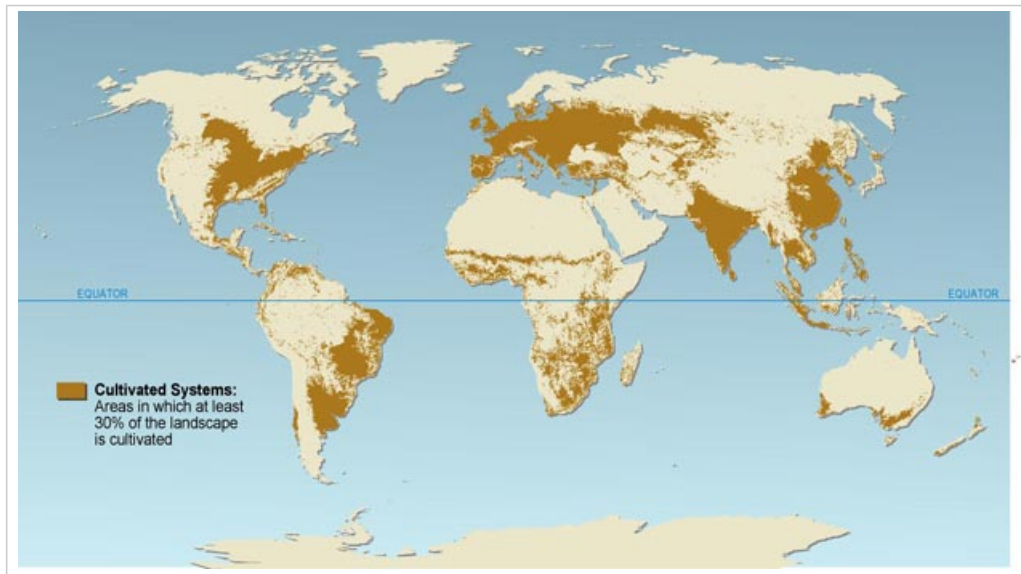 EQUATOR
EQUATOR
Cultivated Systems:
Areas in which at least
30% of the landscape
is cultivated